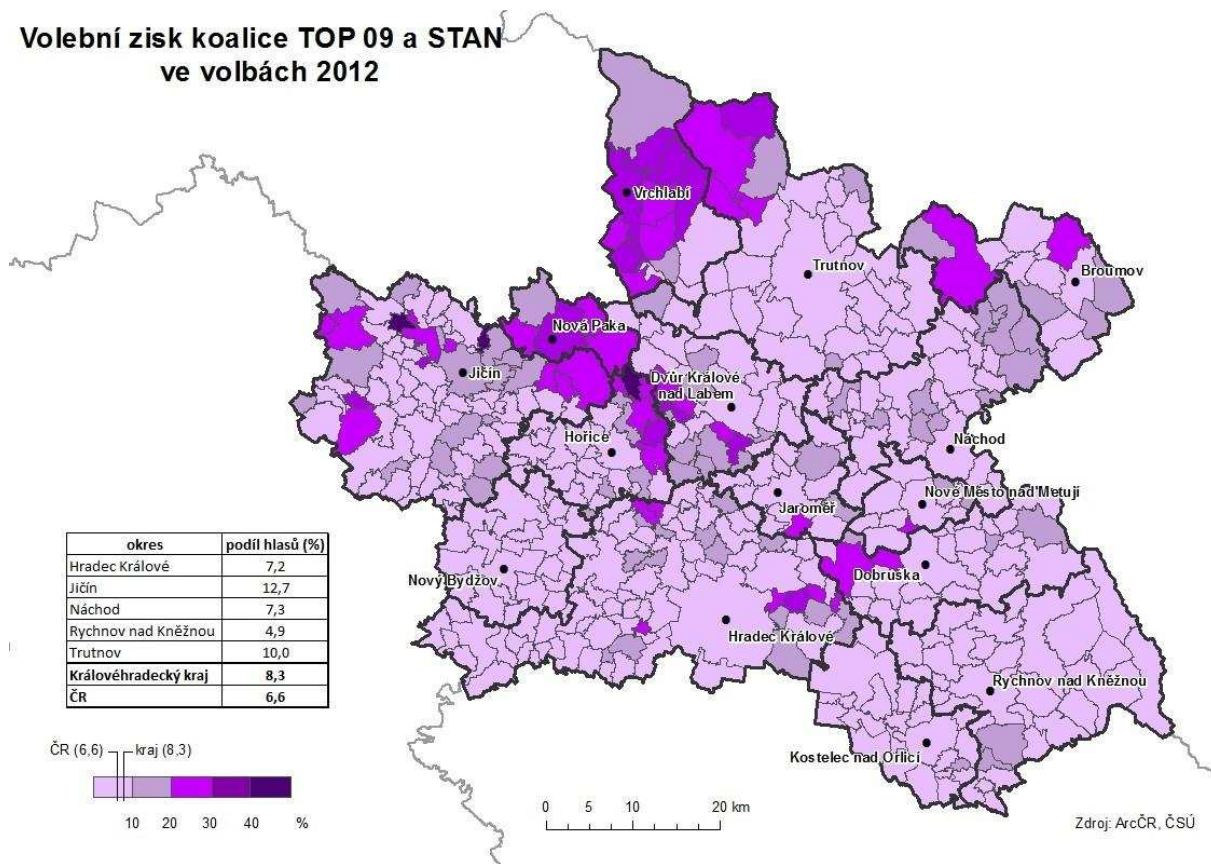 Volební zisk koalice TOP 09 a STAN
ve volbách 2012
Vrchlabí
Trutnov
Broumov
Nová Paka
Jičín
Dvůr Králové
nad Labem
Hořice
Náchod
Nové Město nad Metují
Jaroměř
Nový Bydžov
Dobruška
Hradec Králové
Rychnov nad Kněžnou
Kostelec nad Orlicí
okres podíl hlasů (%)
Hradec Králové 7,2
Jičín 12,7
Náchod 7,3
Rychnov nad Kněžnou 4,9
Trutnov 10,0
Královéhradecký kraj 8,3
ČR 6,6
ČR (6,6) kraj (8,3)
10 20 30 40 %
0 5 10 20 km
Zdroj: ArcČR, ČSÚ